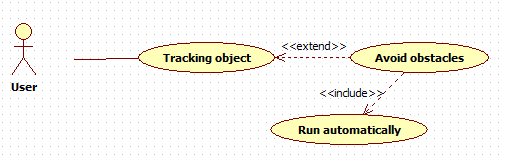 <<extend>>
Tracking object
Avoid obstacles
User
<<include>>
Run automatically